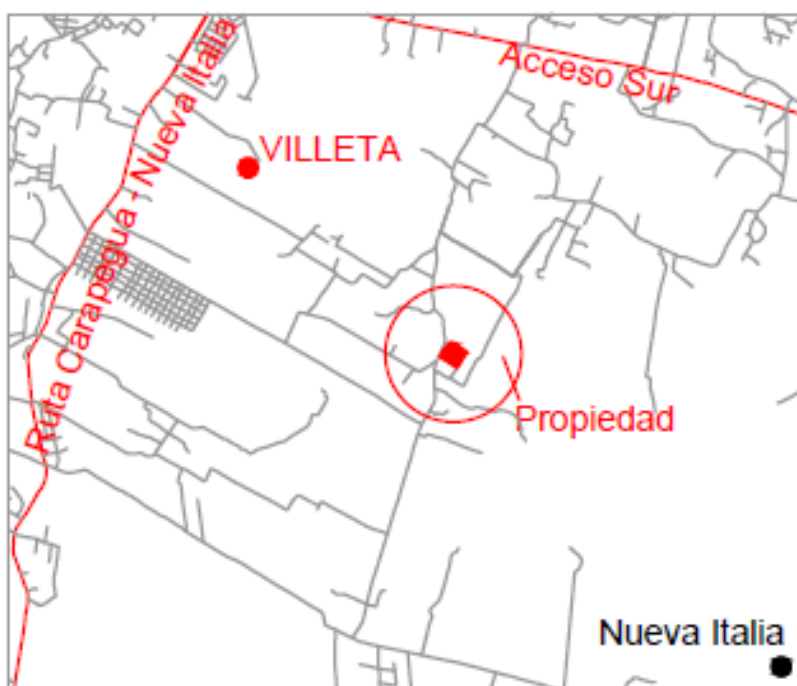 Acceso Sur
Ruta Carapegua - Nueva Italia
VILLETA
Propiedad
Nueva Italia